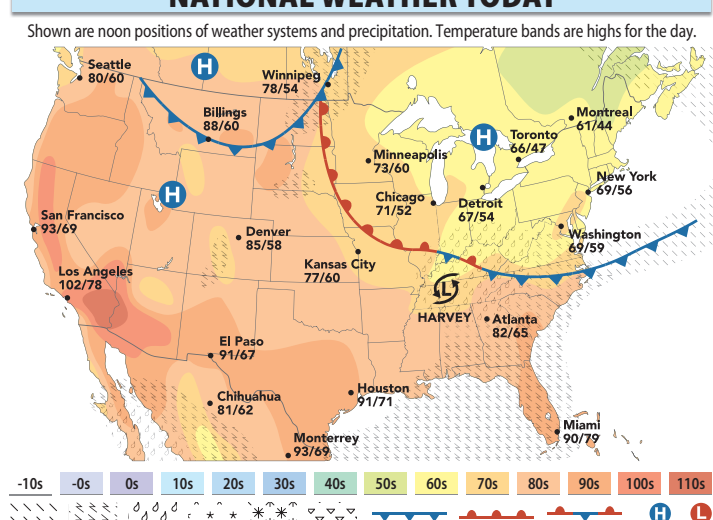 NATIONAL WEATHER TODAY
Shown are noon positions of weather systems and precipitation. Temperature bands are highs for the day.
Seattle
80/60
H
Winnipeg
78/54
Billings
88/60
Montreal
61/44
H
Toronto
66/47
Minneapolis
73/60
New York
69/56
H
Chicago
71/52
Detroit
67/54
San Francisco
93/69
Denver
85/58
Washington
69/59
Kansas City
77/60
Los Angeles
102/78
L
HARVEY
Atlanta
82/65
El Paso
91/67
Chihuahua
81/62
Houston
91/71
Miami
90/79
Monterrey
93/69
-10s -0s 0s 10s 20s 30s 40s 50s 60s 70s 80s 90s 100s 110s
H L